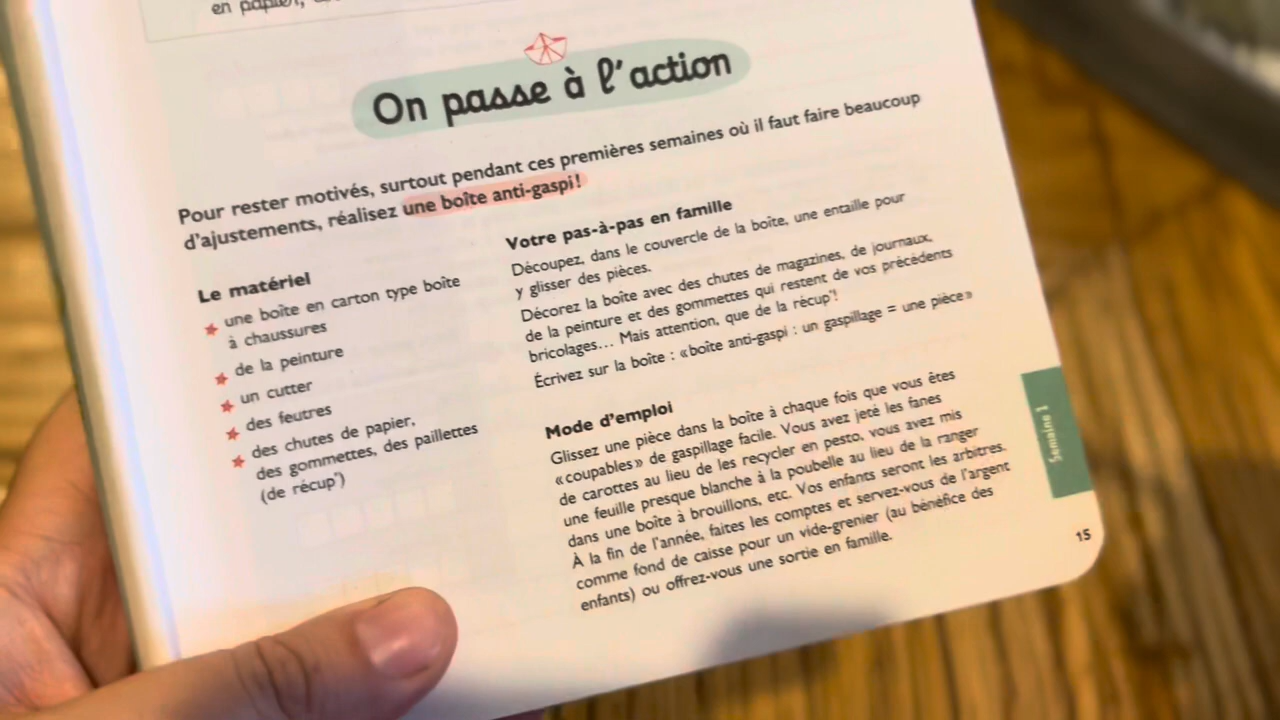 en papier,
On passe à l'action
Pour rester motivés, surtout pendant ces premières semaines où il faut faire beaucoup
d'ajustements, réalisez une boîte anti-gaspi!
Le matériel
une boîte en carton type boîte
à chaussures
de la peinture
un cutter
des feutres
des chutes de papier,
des gommettes, des paillettes
(de récup')
Votre pas-à-pas en famille
Découpez, dans le couvercle de la boîte, une entaille pour
y glisser des pièces.
Décorez la boîte avec des chutes de magazines, de journaux,
de la peinture et des gommettes qui restent de vos précédents
bricolages... Mais attention, que de la récup'!
Écrivez sur la boîte : «boîte anti-gaspi : un gaspillage = une pièce»
Mode d'emploi
Glissez une pièce dans la boîte à chaque fois que vous êtes
«coupables» de gaspillage facile. Vous avez jeté les fanes
de carottes au lieu de les recycler en pesto, vous avez mis
une feuille presque blanche à la poubelle au lieu de la ranger
dans une boîte à brouillons, etc. Vos enfants seront les arbitres.
À la fin de l'année, faites les comptes et servez-vous de l'argent
comme fond de caisse pour un vide-grenier (au bénéfice des
enfants) ou offrez-vous une sortie en famille.
Semaine 1
15